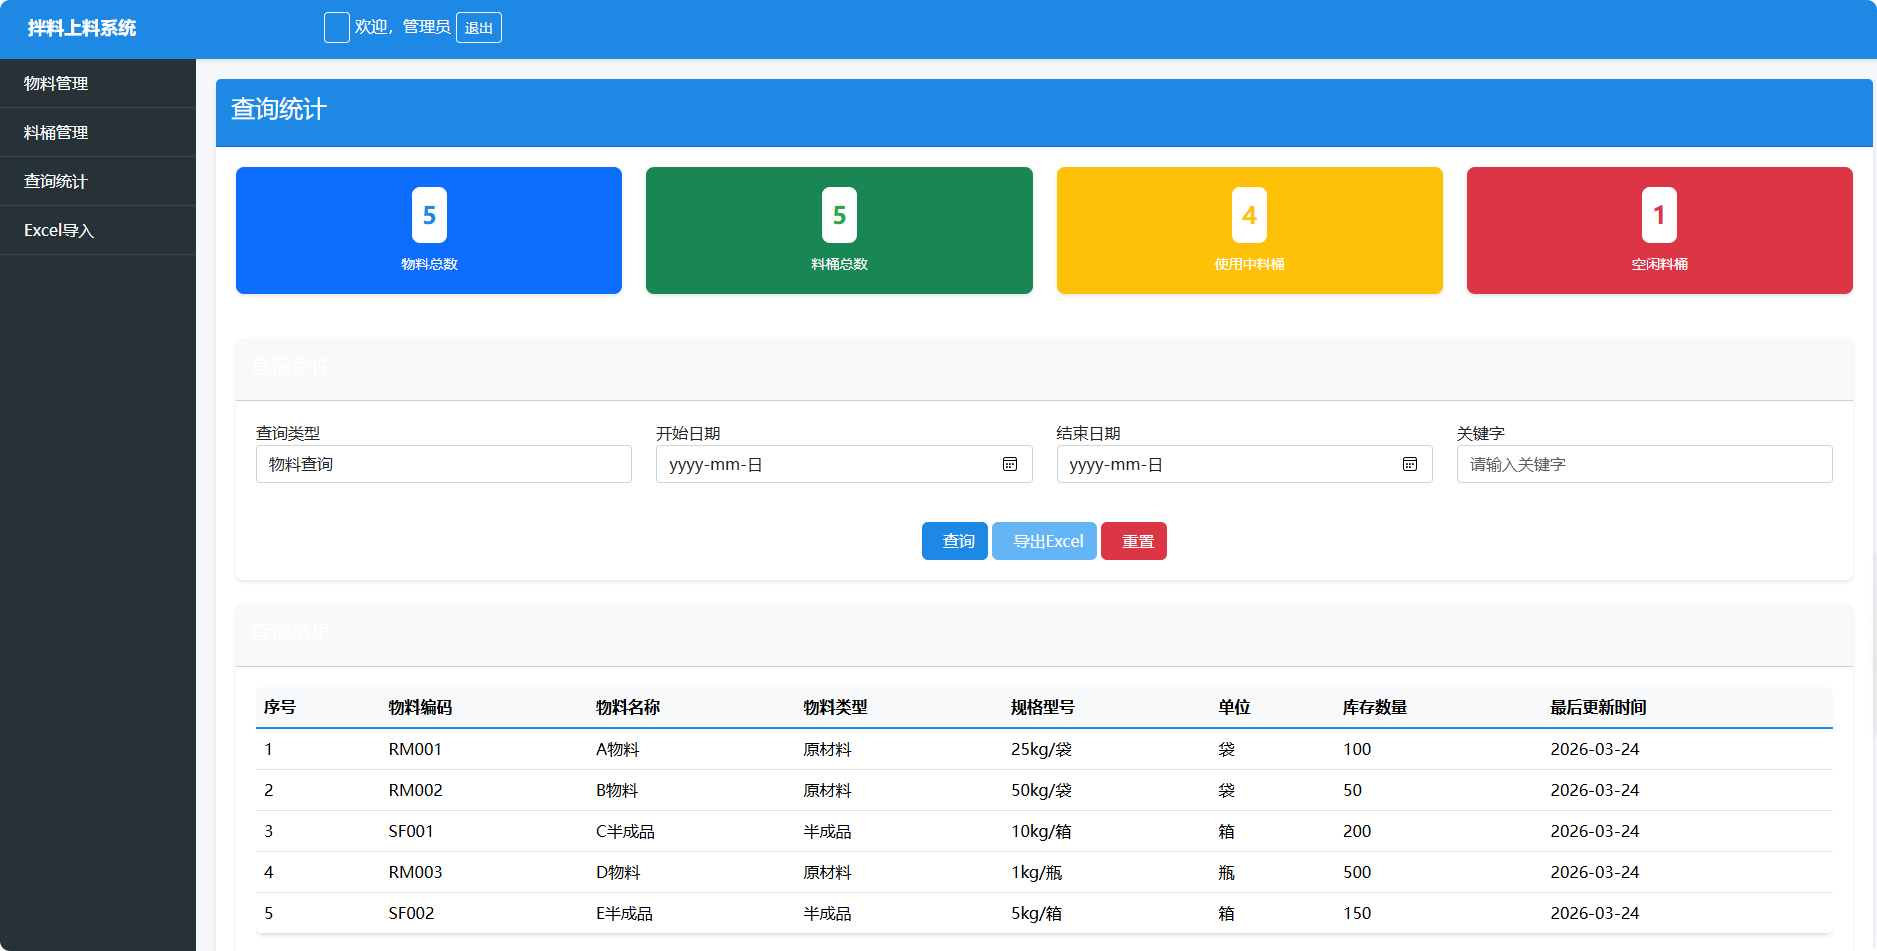 拌料上料系统
欢迎，管理员 退出
物料管理
料桶管理
查询统计
Excel导入
查询统计
5
物料总数
5
料桶总数
4
使用中料桶
1
空闲料桶
查询条件
查询类型 开始日期 结束日期 关键字
物料查询 yyyy-mm-日 yyyy-mm-日 请输入关键字
查询 导出Excel 重置
查询结果
序号 物料编码 物料名称 物料类型 规格型号 单位 库存数量 最后更新时间
1 RM001 A物料 原材料 25kg/袋 袋 100 2026-03-24
2 RM002 B物料 原材料 50kg/袋 袋 50 2026-03-24
3 SF001 C半成品 半成品 10kg/箱 箱 200 2026-03-24
4 RM003 D物料 原材料 1kg/瓶 瓶 500 2026-03-24
5 SF002 E半成品 半成品 5kg/箱 箱 150 2026-03-24